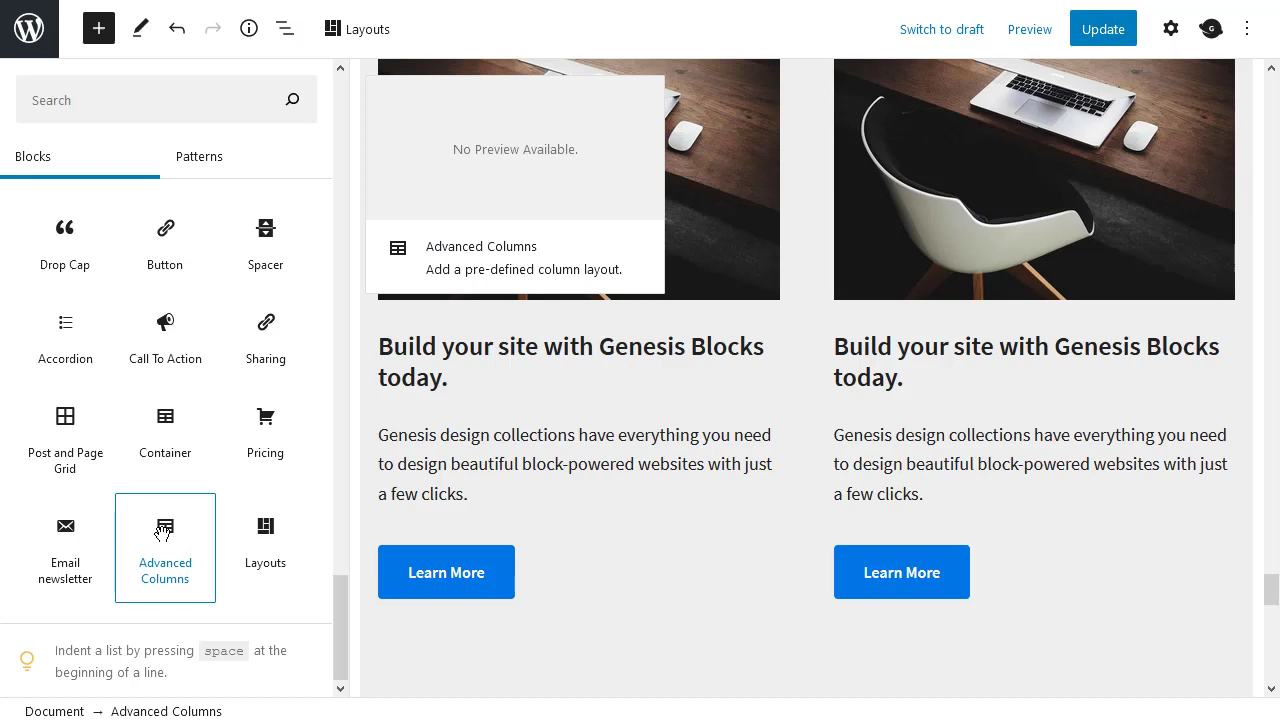 Layouts
Switch to draft
Preview
Update
G
Search
Blocks
Patterns
Drop Cap
Button
Spacer
Accordion
Call To Action
Sharing
Post and Page
Grid
Container
Pricing
Email
newsletter
Advanced
Columns
Layouts
Indent a list by pressing space at the
beginning of a line.
No Preview Available.
Advanced Columns
Add a pre-defined column layout.
Build your site with Genesis Blocks
today.
Genesis design collections have everything you need
to design beautiful block-powered websites with just
a few clicks.
Learn More
Build your site with Genesis Blocks
today.
Genesis design collections have everything you need
to design beautiful block-powered websites with just
a few clicks.
Learn More
Document → Advanced Columns